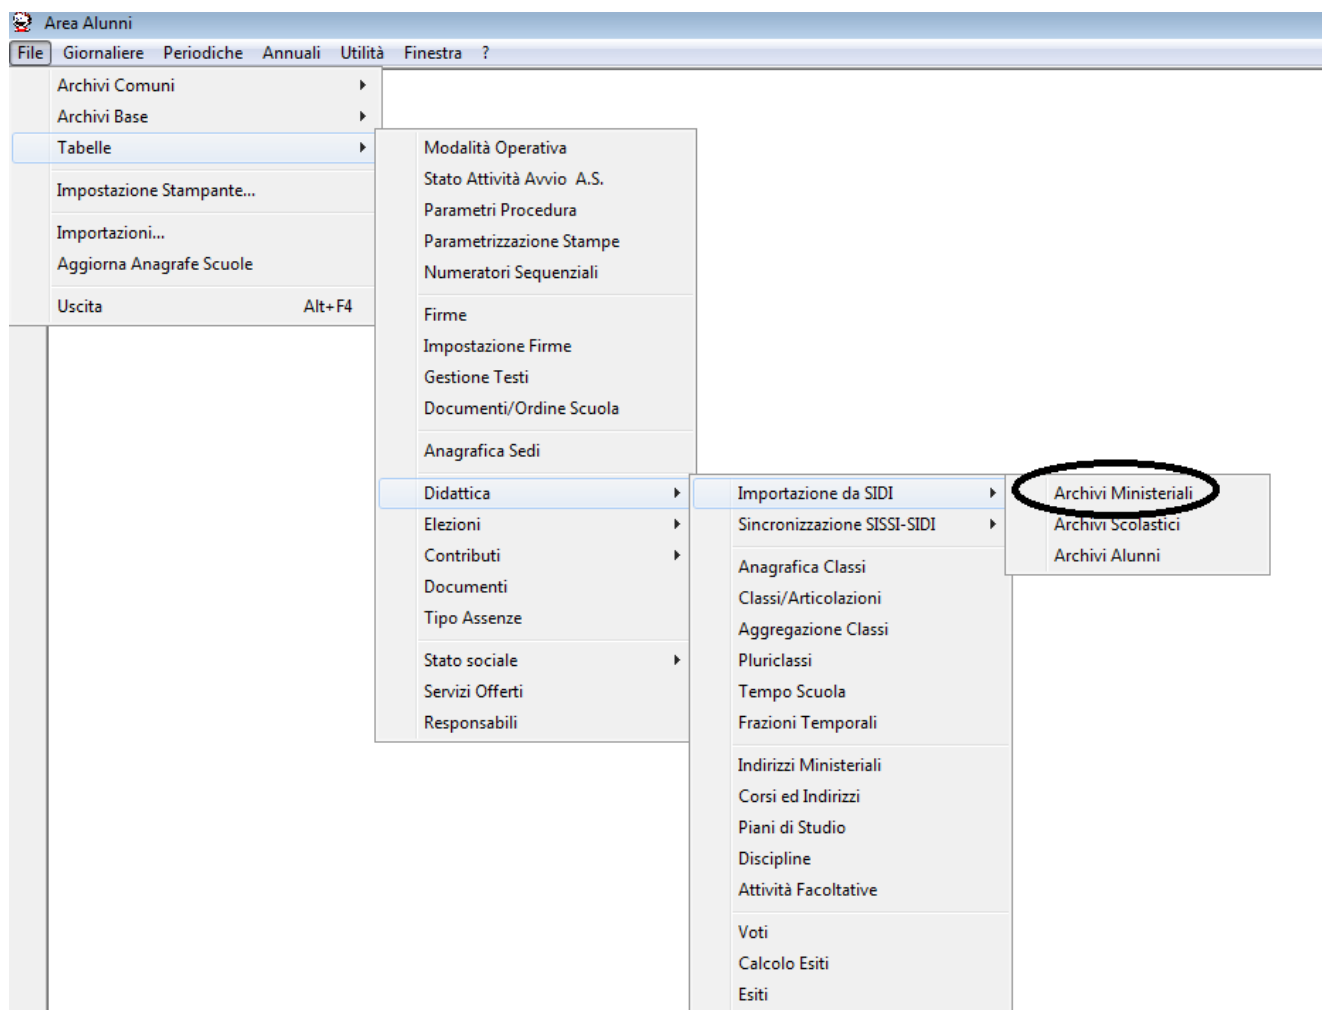 Area Alunni
File Giornaliere Periodiche Annuali Utilità Finestra ?
Archivi Comuni
Archivi Base
Tabelle
Impostazione Stampante...
Importazioni...
Aggiorna Anagrafe Scuole
Uscita Alt+F4
Modalità Operativa
Stato Attività Avvio A.S.
Parametri Procedura
Parametrizzazione Stampe
Numeratori Sequenziali
Firme
Impostazione Firme
Gestione Testi
Documenti/Ordine Scuola
Anagrafica Sedi
Didattica
Elezioni
Contributi
Documenti
Tipo Assenze
Stato sociale
Servizi Offerti
Responsabili
Importazione da SIDI
Sincronizzazione SISSI-SIDI
Anagrafica Classi
Classi/Articolazioni
Aggregazione Classi
Pluriclassi
Tempo Scuola
Frazioni Temporali
Indirizzi Ministeriali
Corsi ed Indirizzi
Piani di Studio
Discipline
Attività Facoltative
Voti
Calcolo Esiti
Esiti
Archivi Ministeriali
Archivi Scolastici
Archivi Alunni